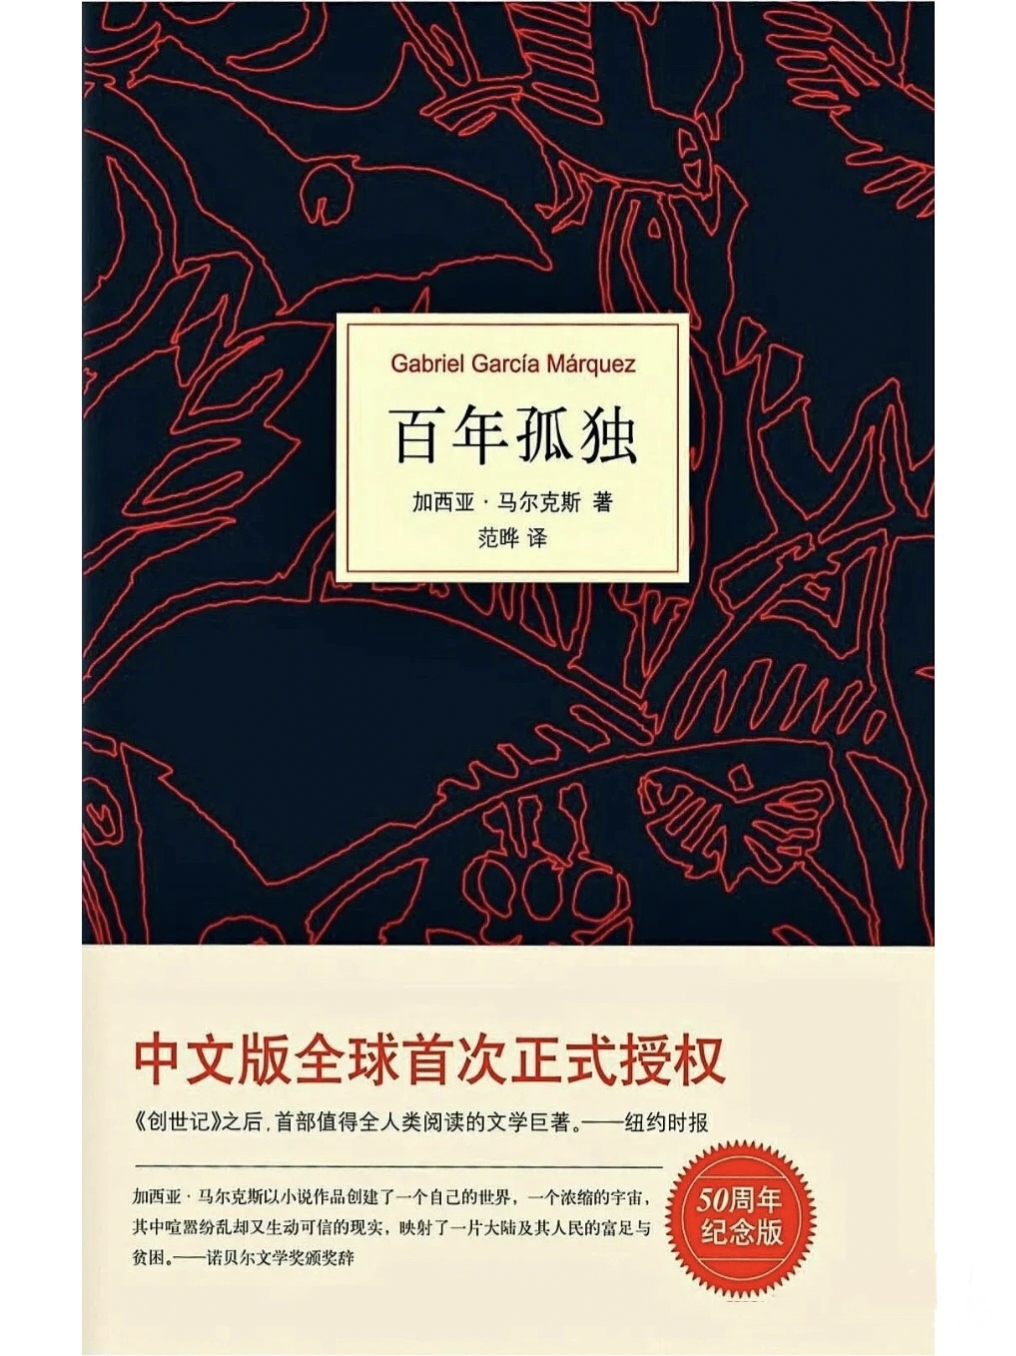 Gabriel García Márquez
百年孤独
加西亚·马尔克斯 著
范晔 译
中文版全球首次正式授权
《创世记》之后，首部值得全人类阅读的文学巨著。——纽约时报
加西亚·马尔克斯以小说作品创建了一个自己的世界，一个浓缩的宇宙，
其中喧嚣纷乱却又生动可信的现实，映射了一片大陆及其人民的富足与
贫困。——诺贝尔文学奖颁奖辞
50周年
纪念版